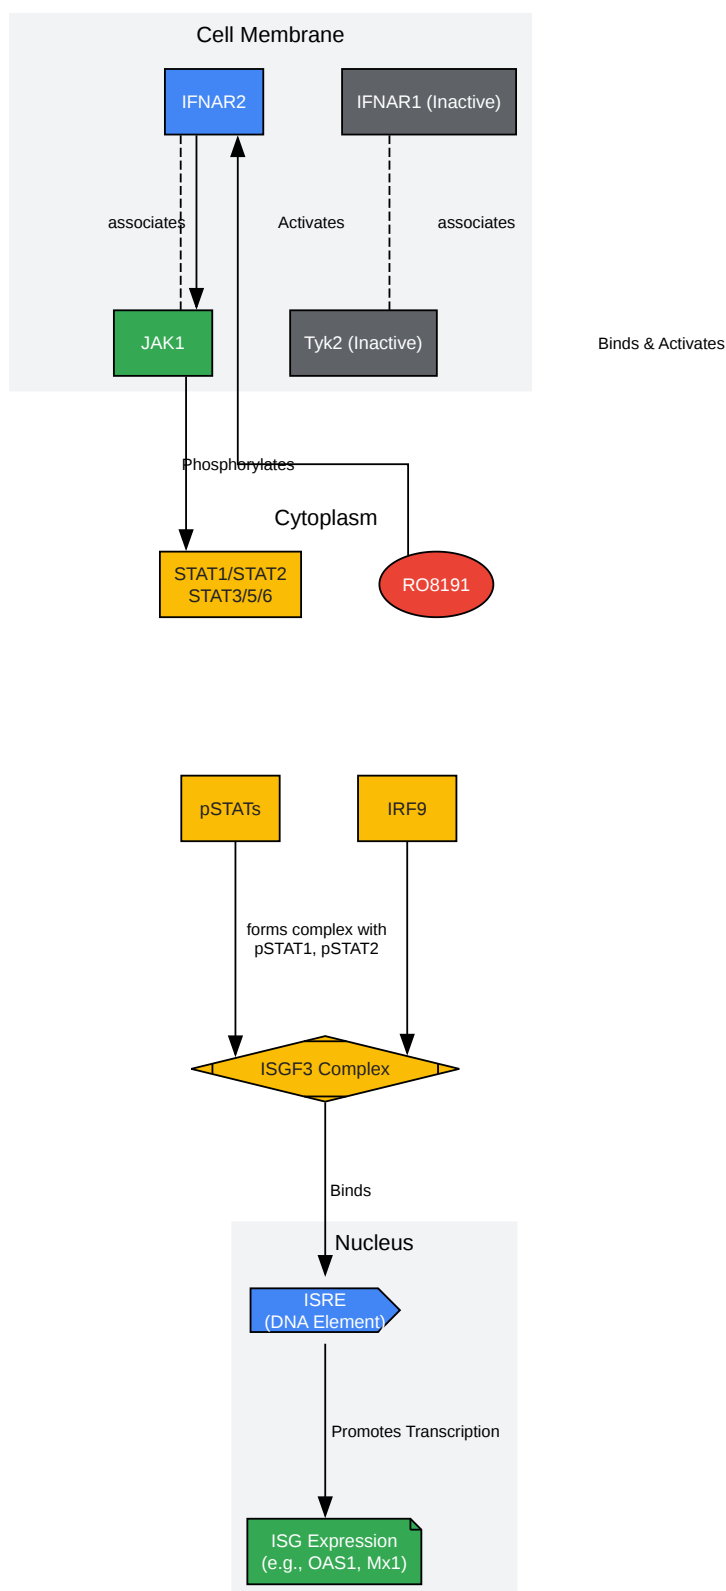 Cell Membrane
IFNAR2
IFNAR1 (Inactive)
associates
Activates
associates
JAK1
Tyk2 (Inactive)
Binds & Activates
Phosphorylates
Cytoplasm
STAT1/STAT2
STAT3/5/6
RO8191
pSTATs
IRF9
forms complex with
pSTAT1, pSTAT2
ISGF3 Complex
Binds
Nucleus
ISRE
(DNA Element)
Promotes Transcription
ISG Expression
(e.g., OAS1, Mx1)